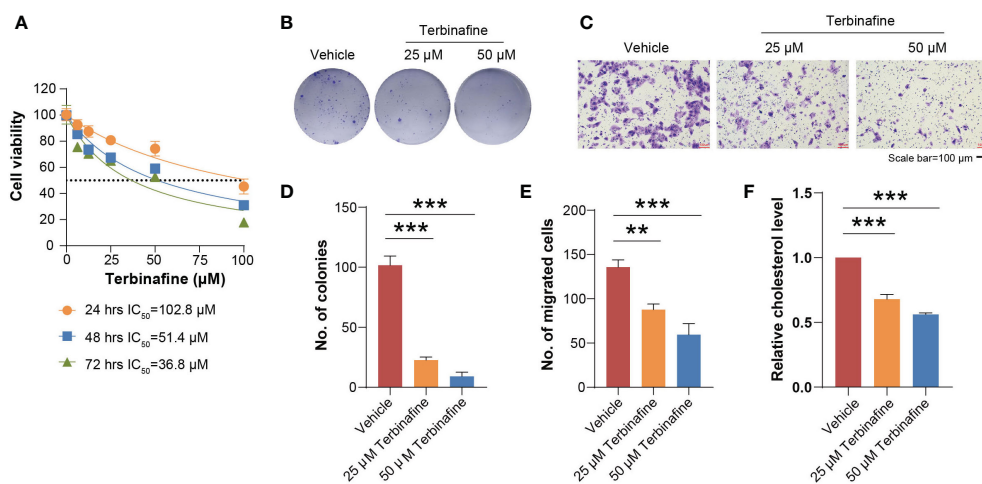 A
Cell viability
120
100
80
60
40
20
0
0 25 50 75 100
Terbinafine (µM)
24 hrs IC50=102.8 µM
48 hrs IC50=51.4 µM
72 hrs IC50=36.8 µM
B
Terbinafine
Vehicle 25 µM 50 µM
C
Terbinafine
Vehicle 25 µM 50 µM
Scale bar=100 µm
D
No. of colonies
150
100
50
0
***
***
Vehicle
25 µM Terbinafine
50 µ M Terbinafine
E
No. of migrated cells
200
150
100
50
0
***
**
Vehicle
25 µM Terbinafine
50 µM Terbinafine
F
Relative cholesterol level
1.5
1.0
0.5
0.0
***
***
Vehicle
25 µM Terbinafine
50 µM Terbinafine